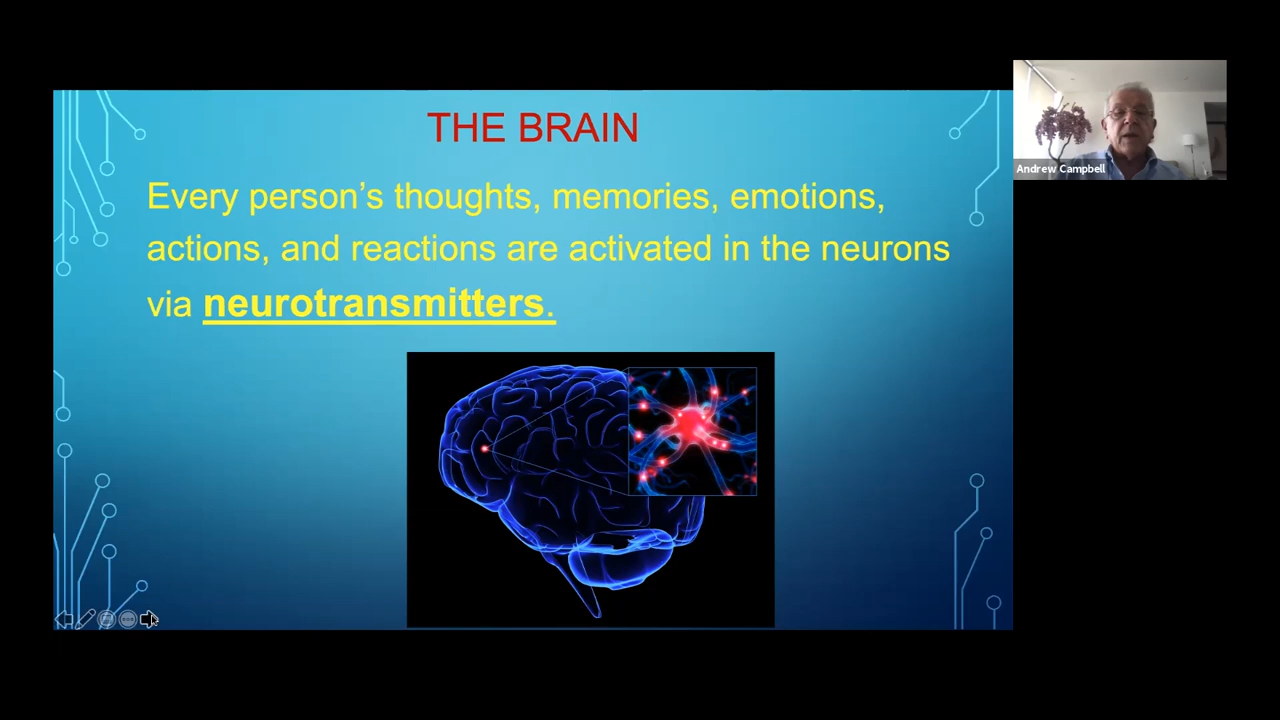 THE BRAIN
Every person’s thoughts, memories, emotions,
actions, and reactions are activated in the neurons
via neurotransmitters.
Andrew Campbell